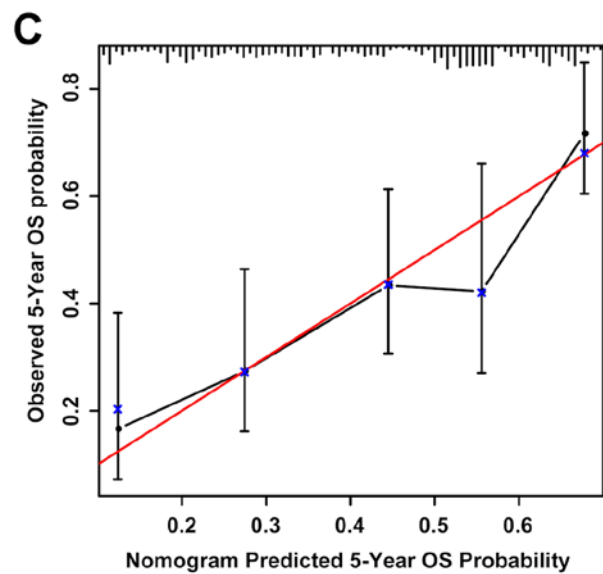 C
Observed 5-Year OS probability
0.8
0.6
0.4
0.2
0.2 0.3 0.4 0.5 0.6
Nomogram Predicted 5-Year OS Probability